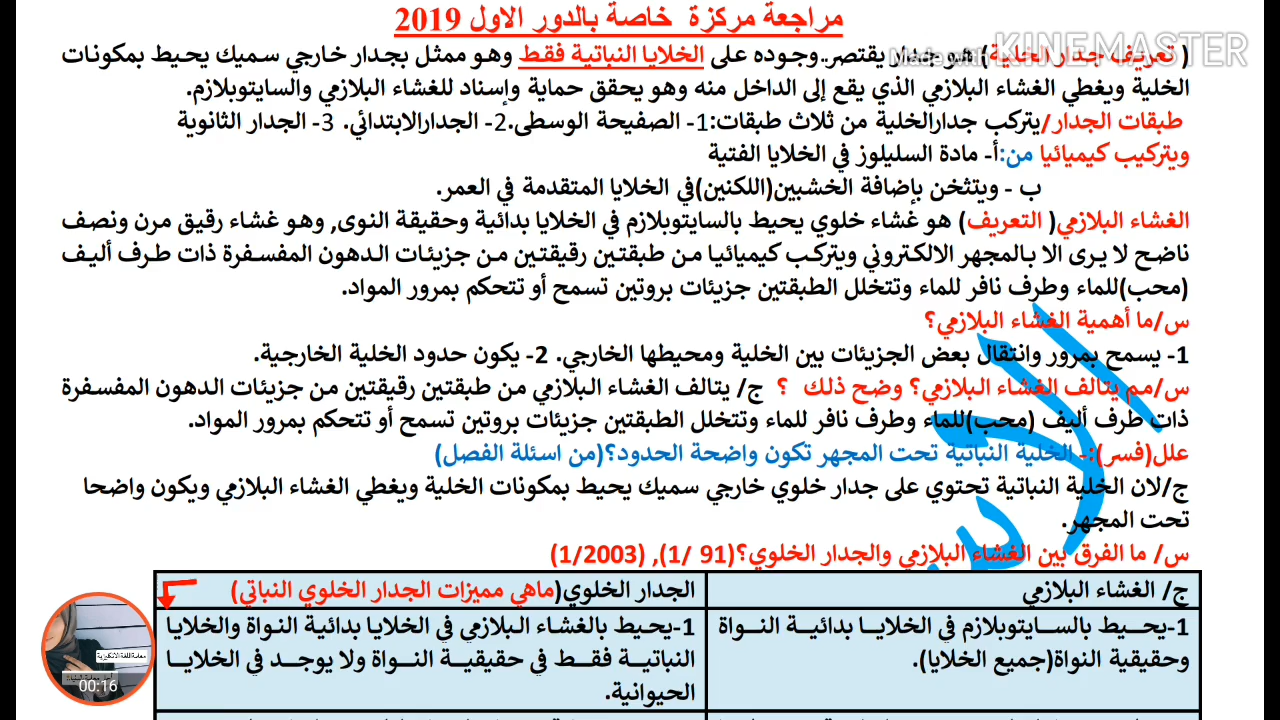 مراجعة مركزة خاصة بالدور الاول 2019
( تعريف جدار الخلية) هو جدار يقتصر..وجوده على الخلايا النباتية فقط وهو ممثل بجدار خارجي سميك يحيط بمكونات
KINEMASTER
الخلية ويغطي الغشاء البلازمي الذي يقع إلى الداخل منه وهو يحقق حماية وإسناد للغشاء البلازمي والسايتوبلازم.
طبقات الجدار/يتركب جدارالخلية من ثلاث طبقات:1- الصفيحة الوسطى.2- الجدارالابتدائي. 3- الجدار الثانوية
ويتركيب كيميائيا من:أ- مادة السليلوز في الخلايا الفتية
ب - ويتثخن بإضافة الخشبين(اللكنين)في الخلايا المتقدمة في العمر.
الغشاء البلازمي( التعريف) هو غشاء خلوي يحيط بالسايتوبلازم في الخلايا بدائية وحقيقة النوى, وهو غشاء رقيق مرن ونصف
ناضح لا يرى الا بالمجهر الالكتروني ويتركب كيميائيا من طبقتين رقيقتين من جزيئات الدهون المفسفرة ذات طرف أليف
(محب)للماء وطرف نافر للماء وتتخلل الطبقتين جزيئات بروتين تسمح أو تتحكم بمرور المواد.
س/ما أهمية الغشاء البلازمي؟
1- يسمح بمرور وانتقال بعض الجزيئات بين الخلية ومحيطها الخارجي. 2- يكون حدود الخلية الخارجية.
س/مم يتالف الغشاء البلازمي؟ وضح ذلك ؟ ج/ يتالف الغشاء البلازمي من طبقتين رقيقتين من جزيئات الدهون المفسفرة
ذات طرف أليف (محب)للماء وطرف نافر للماء وتتخلل الطبقتين جزيئات بروتين تسمح أو تتحكم بمرور المواد.
علل(فسر):- الخلية النباتية تحت المجهر تكون واضحة الحدود؟(من اسئلة الفصل)
ج/لان الخلية النباتية تحتوي على جدار خلوي خارجي سميك يحيط بمكونات الخلية ويغطي الغشاء البلازمي ويكون واضحا
تحت المجهر.
س/ ما الفرق بين الغشاء البلازمي والجدار الخلوي؟(91 /1), (1/2003)
ج/ الغشاء البلازمي
الجدار الخلوي(ماهي مميزات الجدار الخلوي النباتي)
1-يحيط بالسايتوبلازم في الخلايا بدائية النواة
وحقيقية النواة(جميع الخلايا).
1-يحيط بالغشاء البلازمي في الخلايا بدائية النواة والخلايا
النباتية فقط في حقيقية النواة ولا يوجد في الخلايا
الحيوانية.
00:16